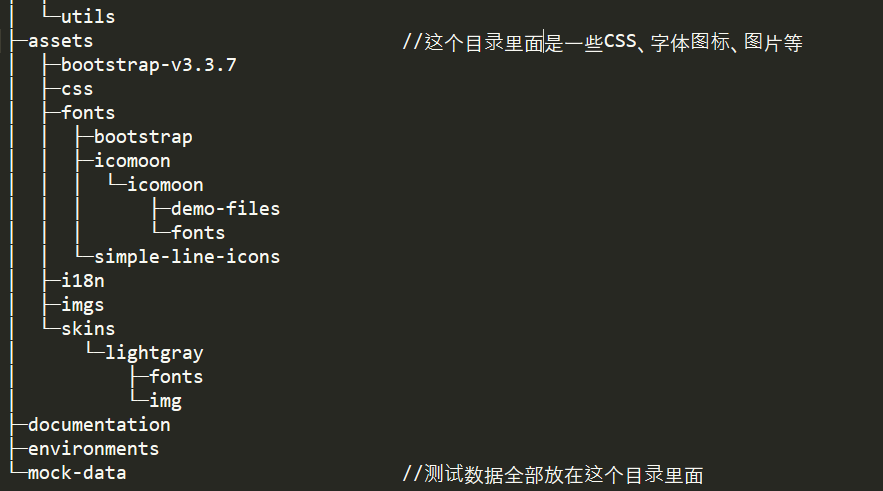 │  └─utils
├─assets                         //这个目录里面是一些CSS、字体图标、图片等
│  ├─bootstrap-v3.3.7
│  ├─css
│  ├─fonts
│  │  ├─bootstrap
│  │  ├─icomoon
│  │  │  └─icomoon
│  │  │      ├─demo-files
│  │  │      └─fonts
│  │  └─simple-line-icons
│  ├─i18n
│  ├─imgs
│  └─skins
│      └─lightgray
│          ├─fonts
│          └─img
├─documentation
├─environments
└─mock-data                      //测试数据全部放在这个目录里面